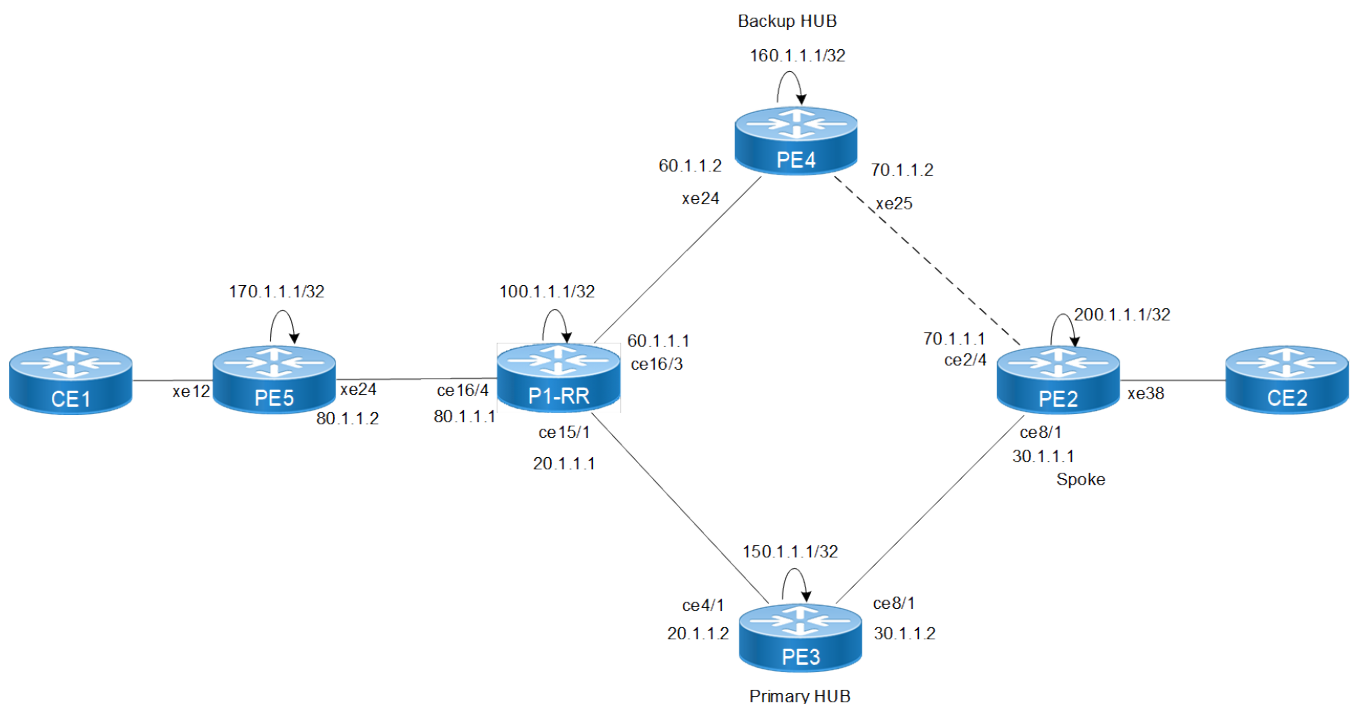 Backup HUB
160.1.1.1/32
PE4
60.1.1.2
70.1.1.2
xe24
xe25
170.1.1.1/32
100.1.1.1/32
200.1.1.1/32
60.1.1.1
ce16/3
70.1.1.1
ce2/4
CE1
xe12
PE5
xe24
80.1.1.2
ce16/4
80.1.1.1
P1-RR
PE2
xe38
CE2
ce15/1
20.1.1.1
ce8/1
30.1.1.1
Spoke
150.1.1.1/32
ce4/1
20.1.1.2
ce8/1
30.1.1.2
PE3
Primary HUB